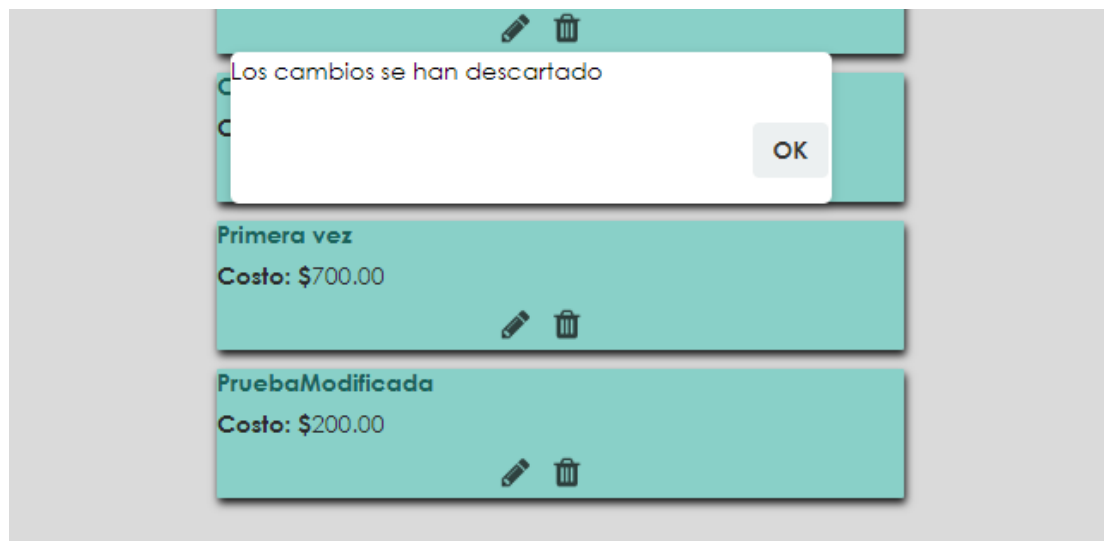 Los cambios se han descartado
OK
Primera vez
Costo: $700.00
PruebaModificada
Costo: $200.00